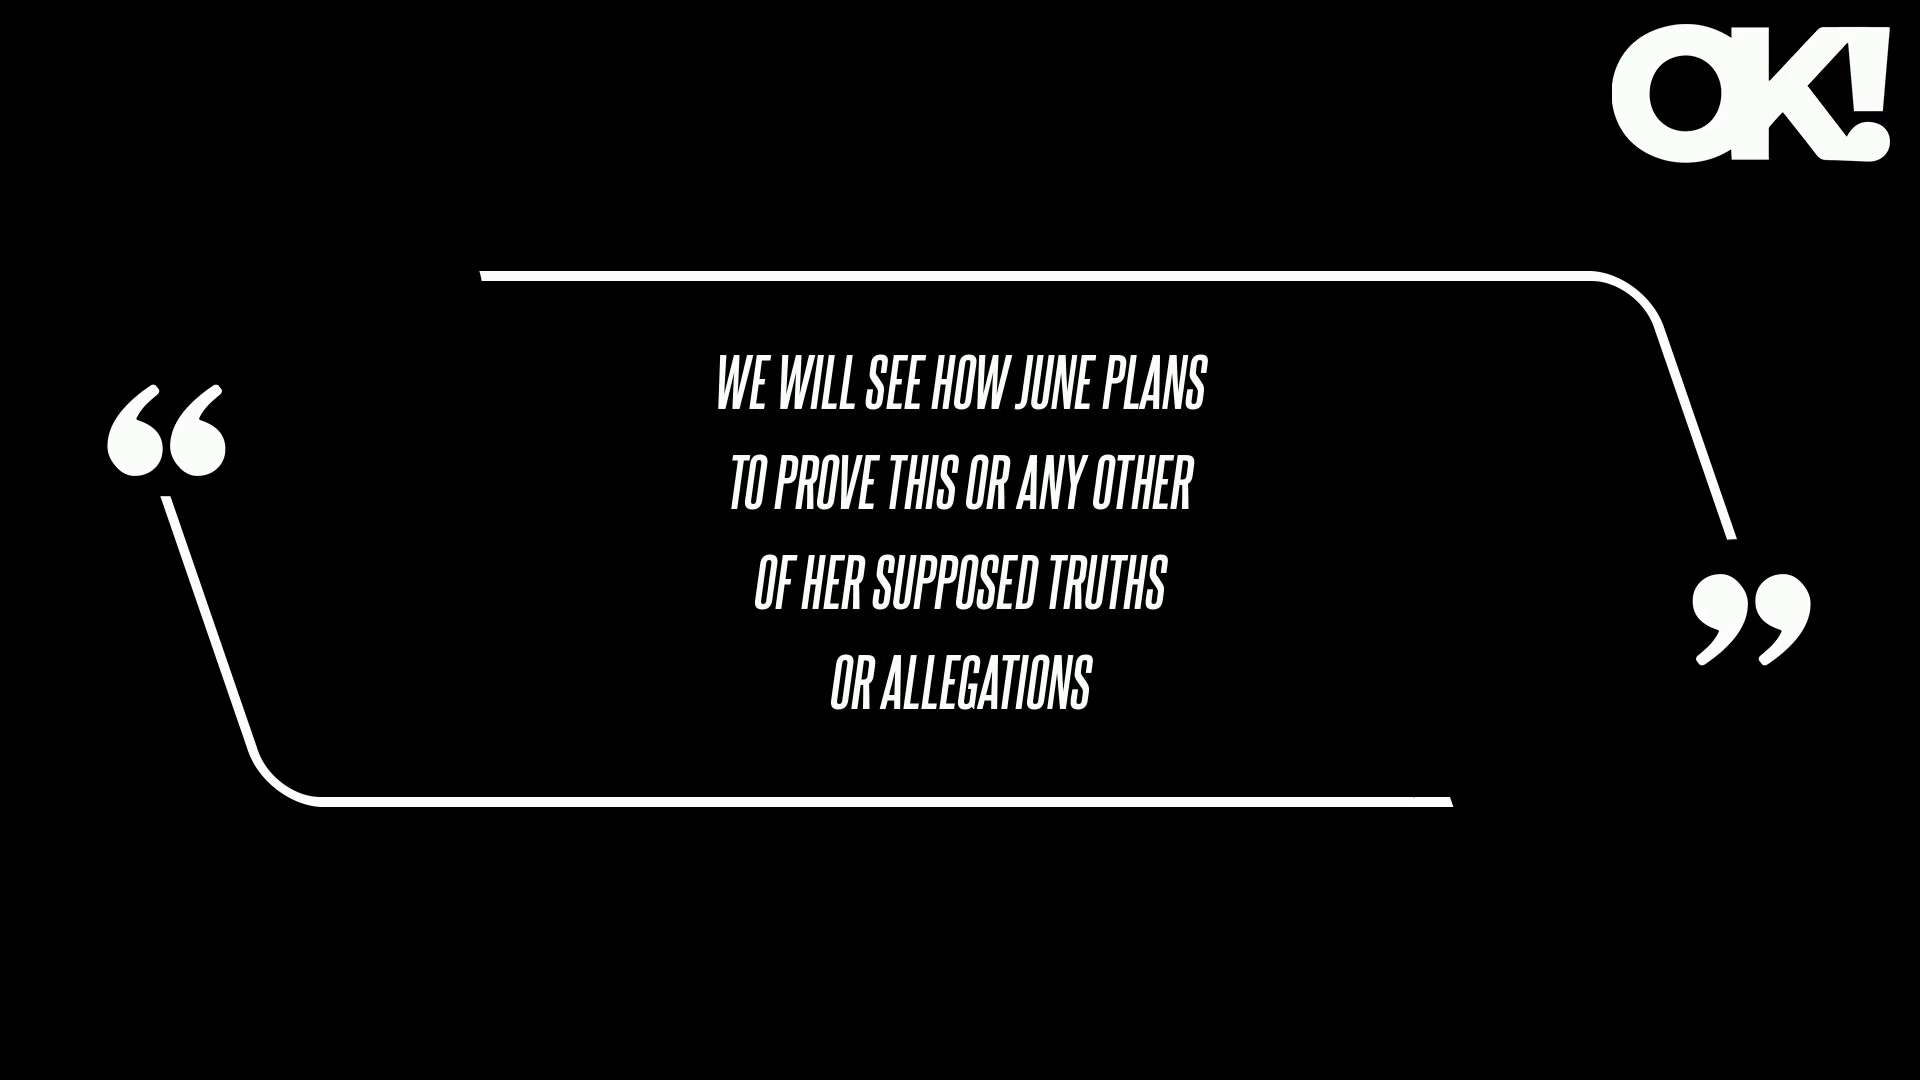 OK!
WE WILL SEE HOW JUNE PLANS
TO PROVE THIS OR ANY OTHER
OF HER SUPPOSED TRUTHS
OR ALLEGATIONS